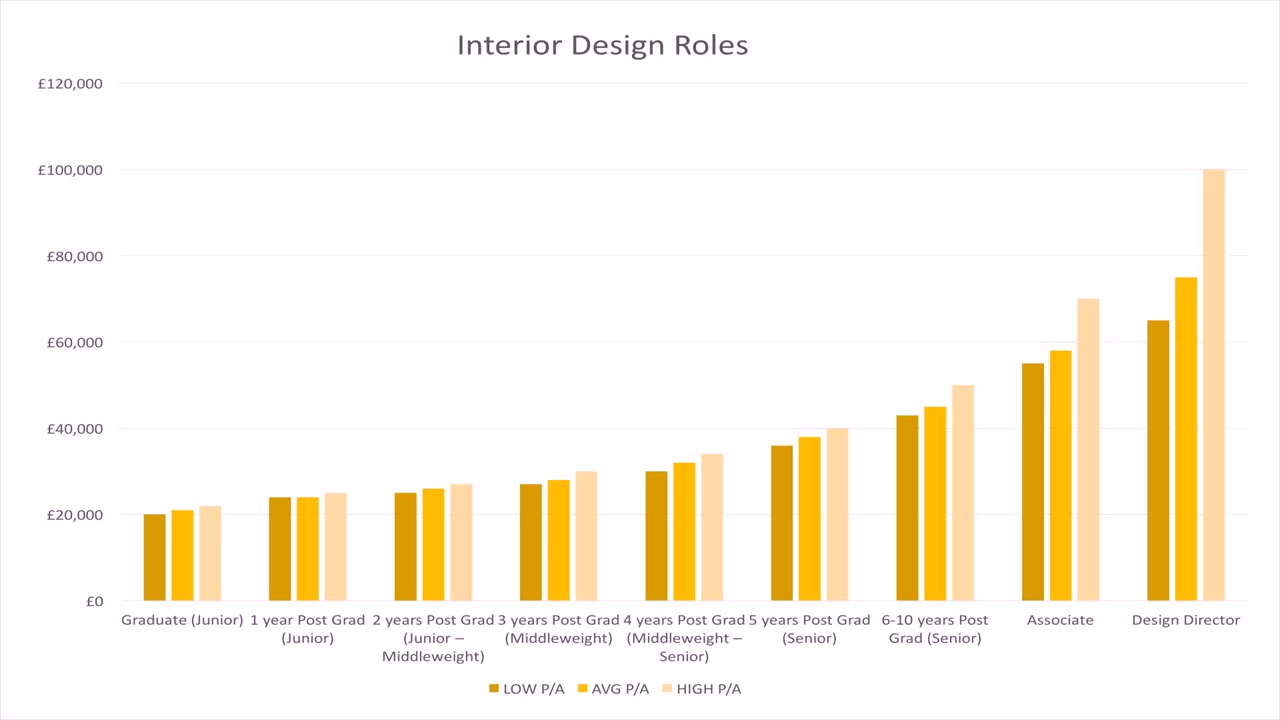 Interior Design Roles
£120,000
£100,000
£80,000
£60,000
£40,000
£20,000
£0
Graduate (Junior)
1 year Post Grad
(Junior)
2 years Post Grad
(Junior –
Middleweight)
3 years Post Grad
(Middleweight)
4 years Post Grad
(Middleweight –
Senior)
5 years Post Grad
(Senior)
6-10 years Post
Grad (Senior)
Associate
Design Director
LOW P/A AVG P/A HIGH P/A